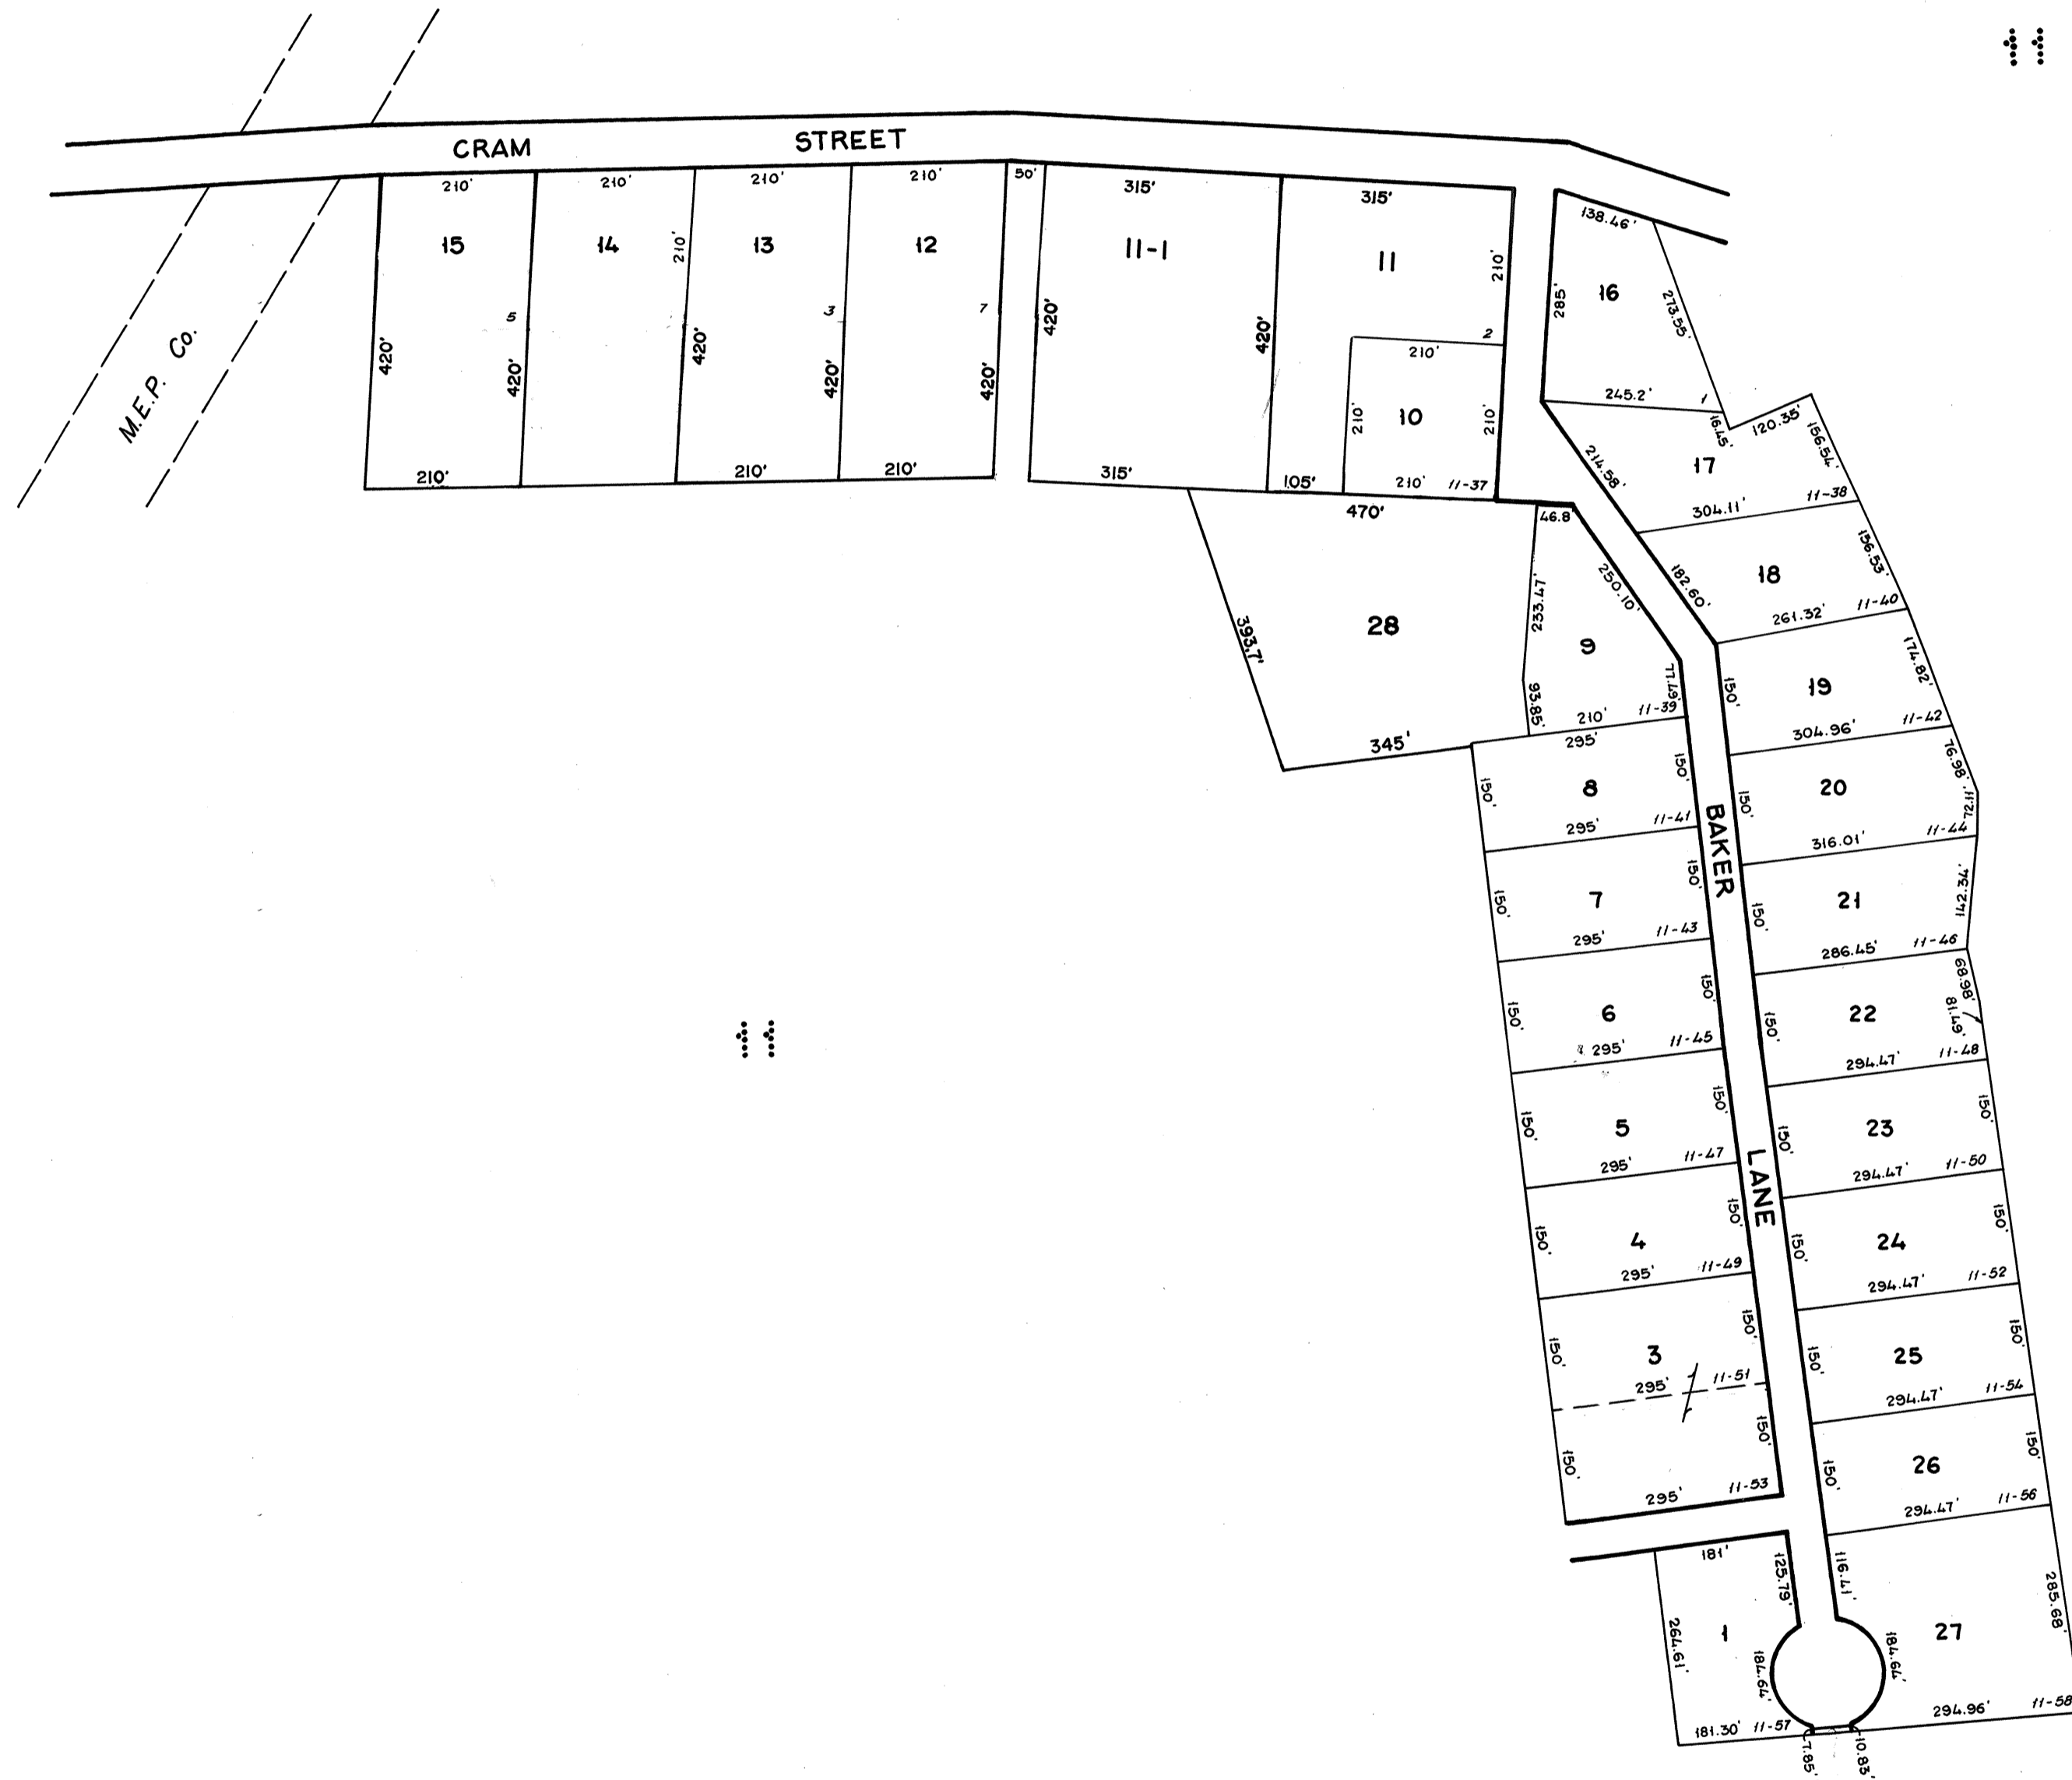 CRAM STREET
210' 210' 210' 210' 50' 315' 315' 138.46'
15 14 210' 13 12 11-1 11 210' 285' 16 273.55'
5 3 7 2
420' 420' 420' 420' 420' 420' 420'
M.E.P. Co.
210' 10 210' 210'
245.2' 1 16.45' 120.35' 156.54'
210' 210' 210' 315' 105' 210' 11-37
214.58' 17 304.11' 11-38
470' 46.8'
393.7' 28 233.47' 250.10' 182.60' 18 156.53'
261.32' 11-40
345' 93.85' 9 77.49' 210' 11-39
150' 19 174.82' 304.96' 11-42
295' 150' 8 150' 295' 11-41
150' 20 76.98' 72.11' 316.01' 11-44
BAKER
150' 7 150' 295' 11-43
150' 21 142.34' 286.45' 11-46
150' 6 150' 295' 11-45
150' 22 68.98' 81.49' 294.47' 11-48
150' 5 150' 295' 11-47
150' 23 150' 294.47' 11-50
LANE
150' 4 150' 295' 11-49
150' 24 150' 294.47' 11-52
150' 3 150' 295' 11-51
150' 25 150' 294.47' 11-54
150' 150' 295' 11-53
150' 26 150' 294.47' 11-56
181' 125.79' 116.41' 285.68'
264.61' 1 184.64' 184.64' 27
181.30' 11-57 294.96' 11-58
7.85' 10.83'